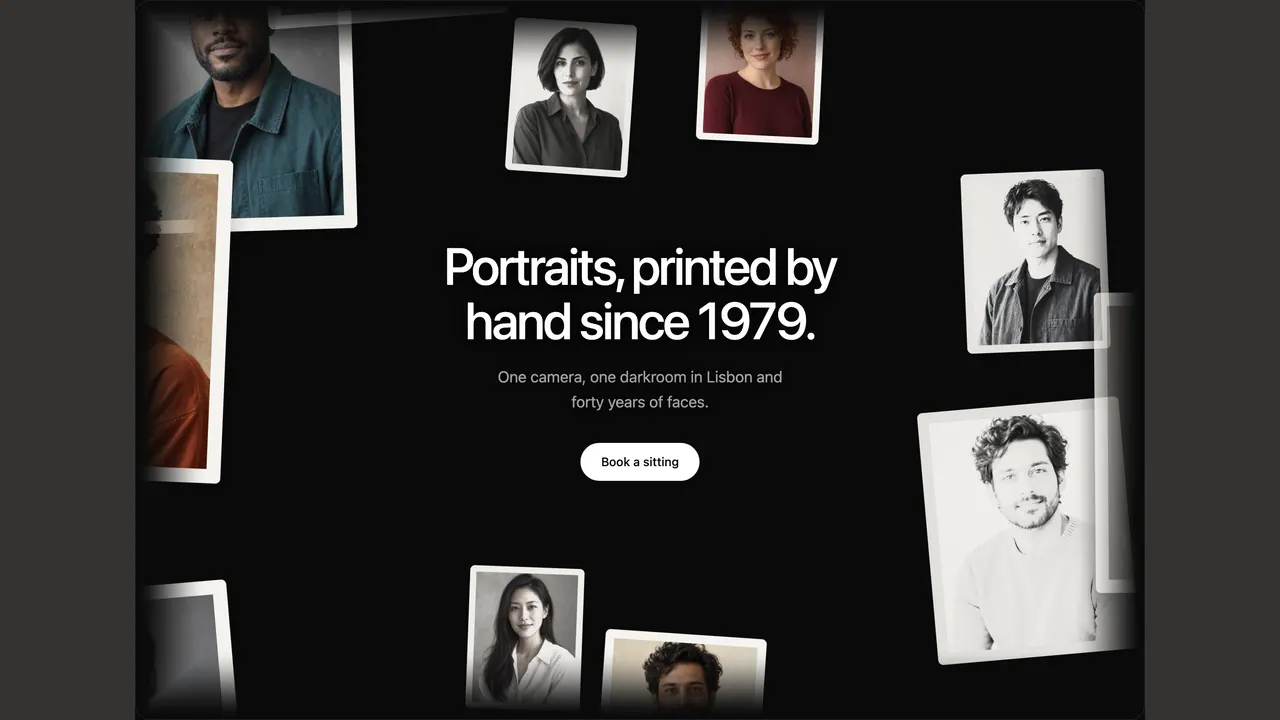 Portraits, printed by
hand since 1979.
One camera, one darkroom in Lisbon and
forty years of faces.
Book a sitting